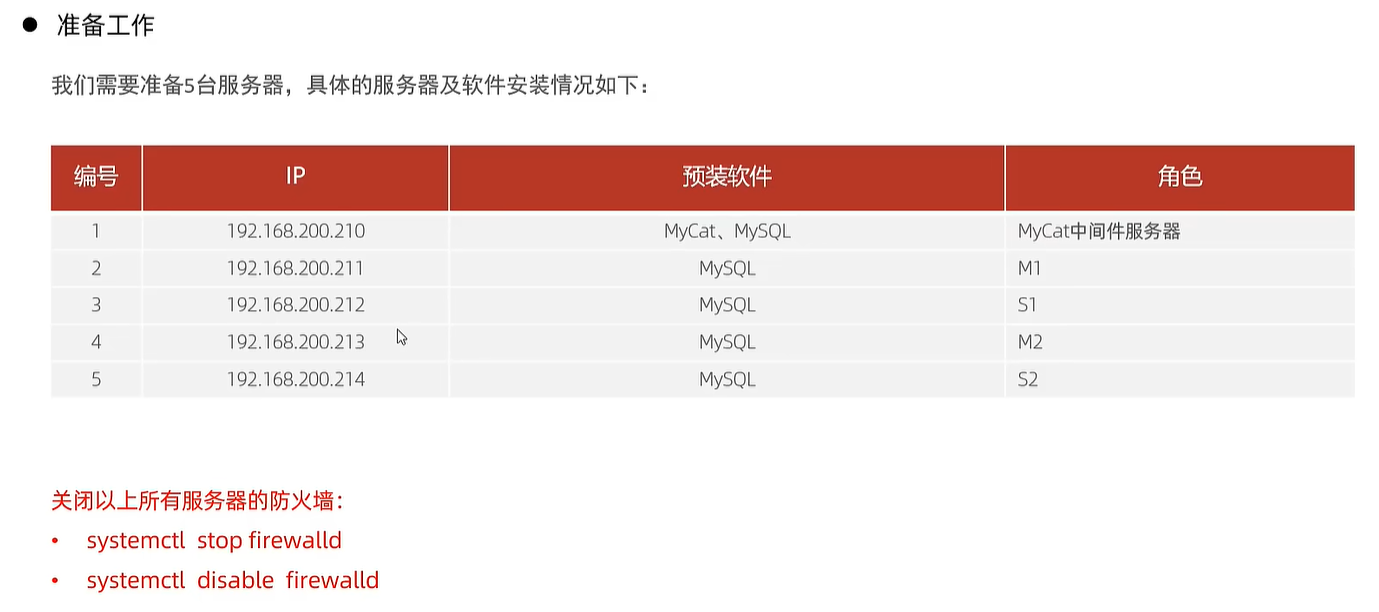 ● 准备工作
我们需要准备5台服务器，具体的服务器及软件安装情况如下：
编号 IP 预装软件 角色
1 192.168.200.210 MyCat、MySQL MyCat中间件服务器
2 192.168.200.211 MySQL M1
3 192.168.200.212 MySQL S1
4 192.168.200.213 MySQL M2
5 192.168.200.214 MySQL S2
关闭以上所有服务器的防火墙：
• systemctl stop firewalld
• systemctl disable firewalld